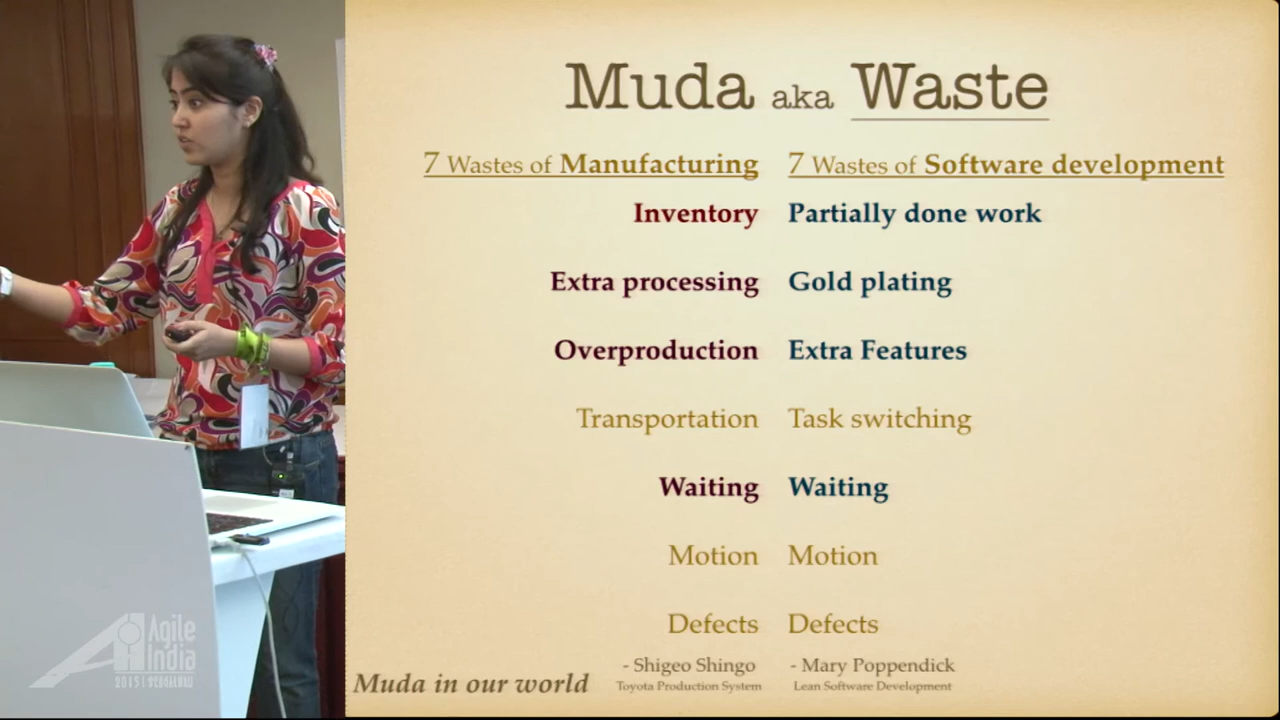 Muda aka Waste
7 Wastes of Manufacturing
7 Wastes of Software development
Inventory
Partially done work
Extra processing
Gold plating
Overproduction
Extra Features
Transportation
Task switching
Waiting
Waiting
Motion
Motion
Defects
Defects
- Shigeo Shingo
Toyota Production System
- Mary Poppendick
Lean Software Development
Muda in our world
Agile
India